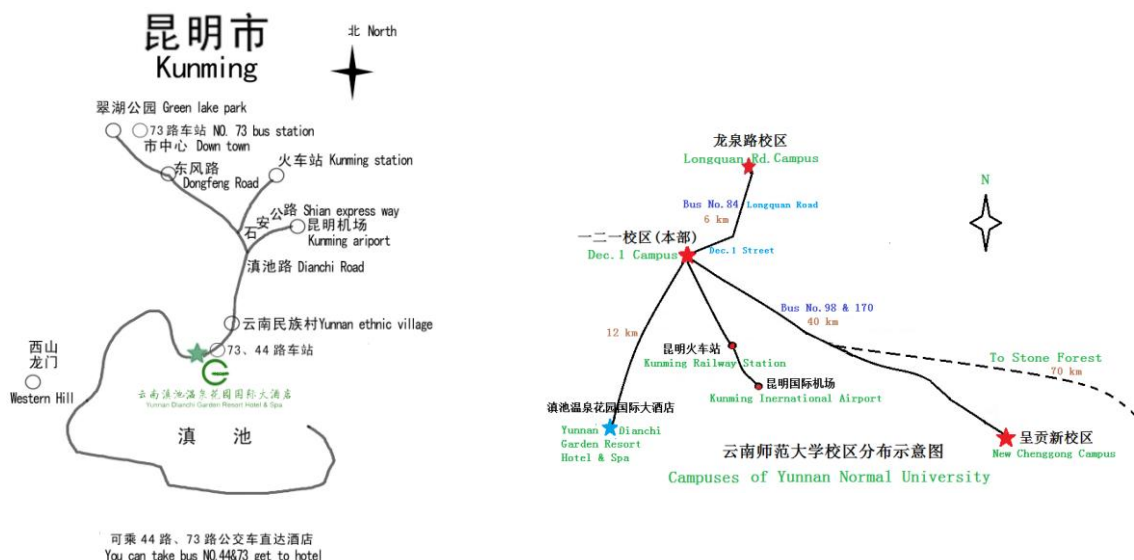 昆明市
Kunming
北 North
翠湖公园 Green lake park
73 路车站 NO. 73 bus station
市中心 Down town
东风路
Dongfeng Road
火车站 Kunming station
石安公路 Shian express way
昆明机场
Kunming ariport
滇池路 Dianchi Road
云南民族村Yunnan ethnic village
73、44 路车站
西山
龙门
Western Hill
云南滇池温泉花园国际大酒店
Yunnan Dianchi Garden Resort Hotel & Spa
滇 池
可乘 44 路、73 路公交车直达酒店
You can take bus NO.44&73 get to hotel
龙泉路校区
Longquan Rd. Campus
N
Bus No.84
Longquan Road
6 km
一二一校区(本部)
Dec.1 Campus
Dec.1 Street
Bus No.98 & 170
40 km
12 km
昆明火车站
Kunming Railway Station
To Stone Forest
70 km
昆明国际机场
Kunming Inernational Airport
滇池温泉花园国际大酒店
Yunnan Dianchi
Garden Resort
Hotel & Spa
呈贡新校区
New Chenggong Campus
云南师范大学校区分布示意图
Campuses of Yunnan Normal University